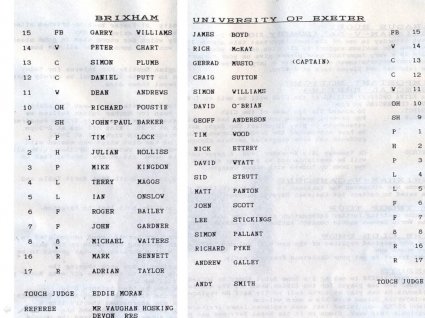 BRIXHAM
15 FB GARRY WILLIAMS
14 W PETER CHART
13 C SIMON PLUMB
12 C DANIEL PUTT
11 W DEAN ANDREWS
10 OH RICHARD POUSTIE
9 SH JOHN'PAUL BARKER
1 P TIM LOCK
2 H JULIAN HOLLISS
3 P MIKE KINGDON
4 L TERRY MAGGS
5 L IAN ONSLOW
6 F ROGER BAILEY
7 F JOHN GARDNER
8 8 MICHAEL WAITERS
16 R MARK BENNETT
17 R ADRIAN TAYLOR
TOUCH JUDGE EDDIE MORAN
REFEREE MR VAUGHAN HOSKING
DEVON RRS
UNIVERSITY OF EXETER
JAMES BOYD FB 15
RICH McKAY W 14
GERRAD MUSTO (CAPTAIN) C 13
CRAIG SUTTON C 12
SIMON WILLIAMS W 11
DAVID O'BRIAN OH 10
GEOFF ANDERSON SH 9
TIM WOOD P 1
NICK ETTRRY H 2
DAVID WYATT P 3
SID STRUTT L 4
MATT PANTON L 5
JOHN SCOTT F 6
LEE STICKINGS F 7
SIMON PALLANT 8 8
RICHARD PYKE R 16
ANDREW GALLEY R 17
ANDY SMITH TOUCH JUDGE